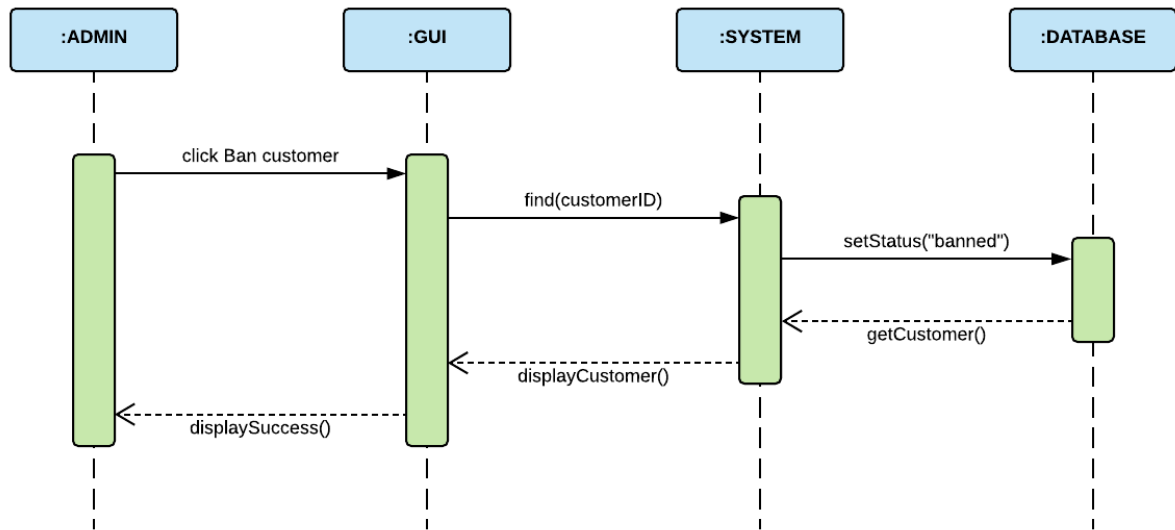 :ADMIN
:GUI
:SYSTEM
:DATABASE
click Ban customer
find(customerID)
setStatus("banned")
getCustomer()
displayCustomer()
displaySuccess()